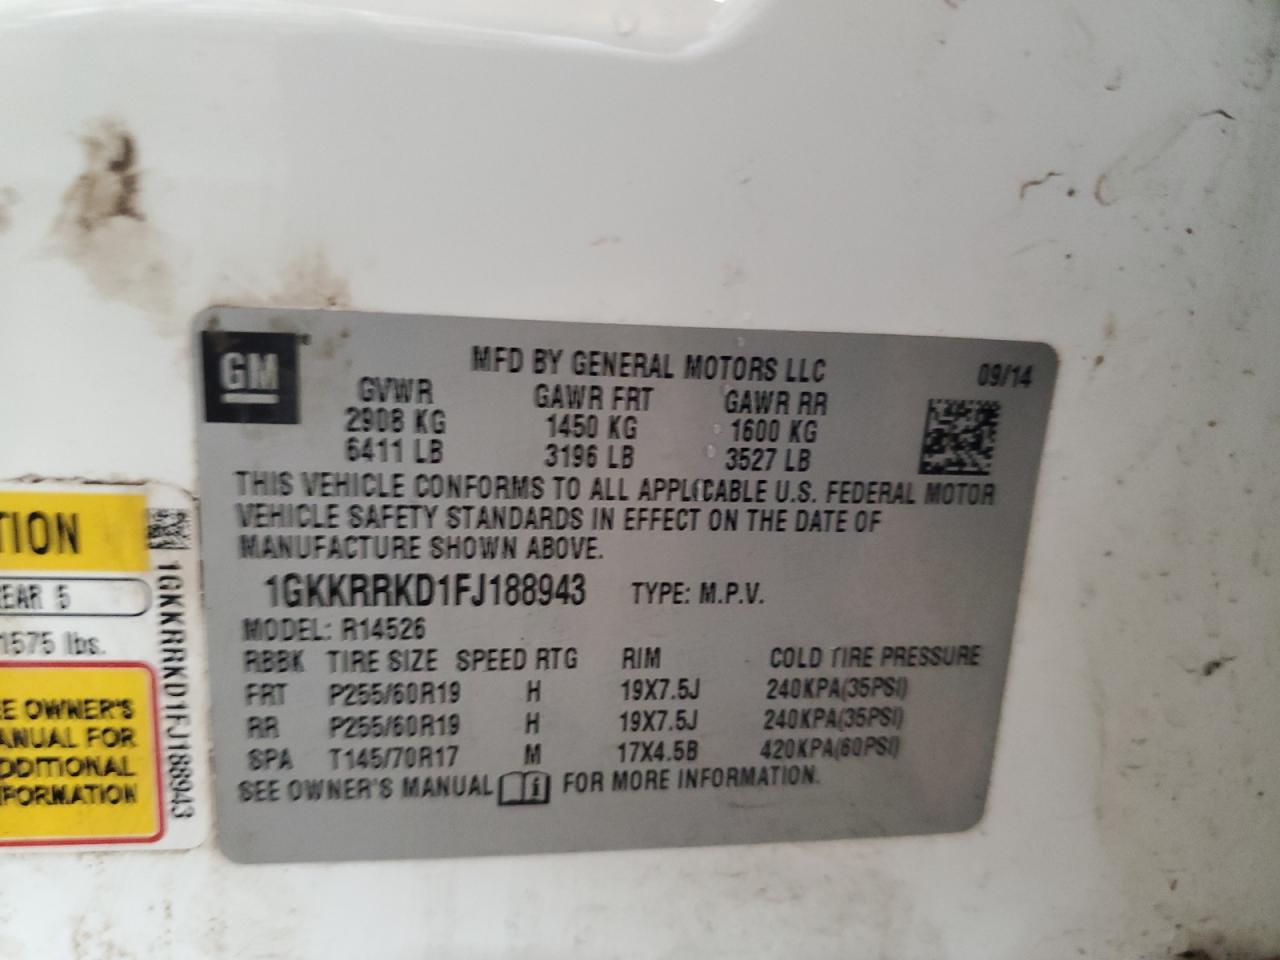 GM
MFD BY GENERAL MOTORS LLC 09/14
GVWR GAWR FRT GAWR RR
2908 KG 1450 KG 1600 KG
6411 LB 3196 LB 3527 LB
THIS VEHICLE CONFORMS TO ALL APPLICABLE U.S. FEDERAL MOTOR
VEHICLE SAFETY STANDARDS IN EFFECT ON THE DATE OF
MANUFACTURE SHOWN ABOVE.
1GKKRRKD1FJ188943 TYPE: M.P.V.
MODEL: R14526
RBBK TIRE SIZE SPEED RTG RIM COLD TIRE PRESSURE
FRT P255/60R19 H 19X7.5J 240KPA(35PSI)
RR P255/60R19 H 19X7.5J 240KPA(35PSI)
SPA T145/70R17 M 17X4.5B 420KPA(60PSI)
SEE OWNER'S MANUAL i FOR MORE INFORMATION.
TION
EAR 5
1575 lbs.
E OWNER'S
ANUAL FOR
DDITIONAL
FORMATION
1GKKRRKD1FJ188943